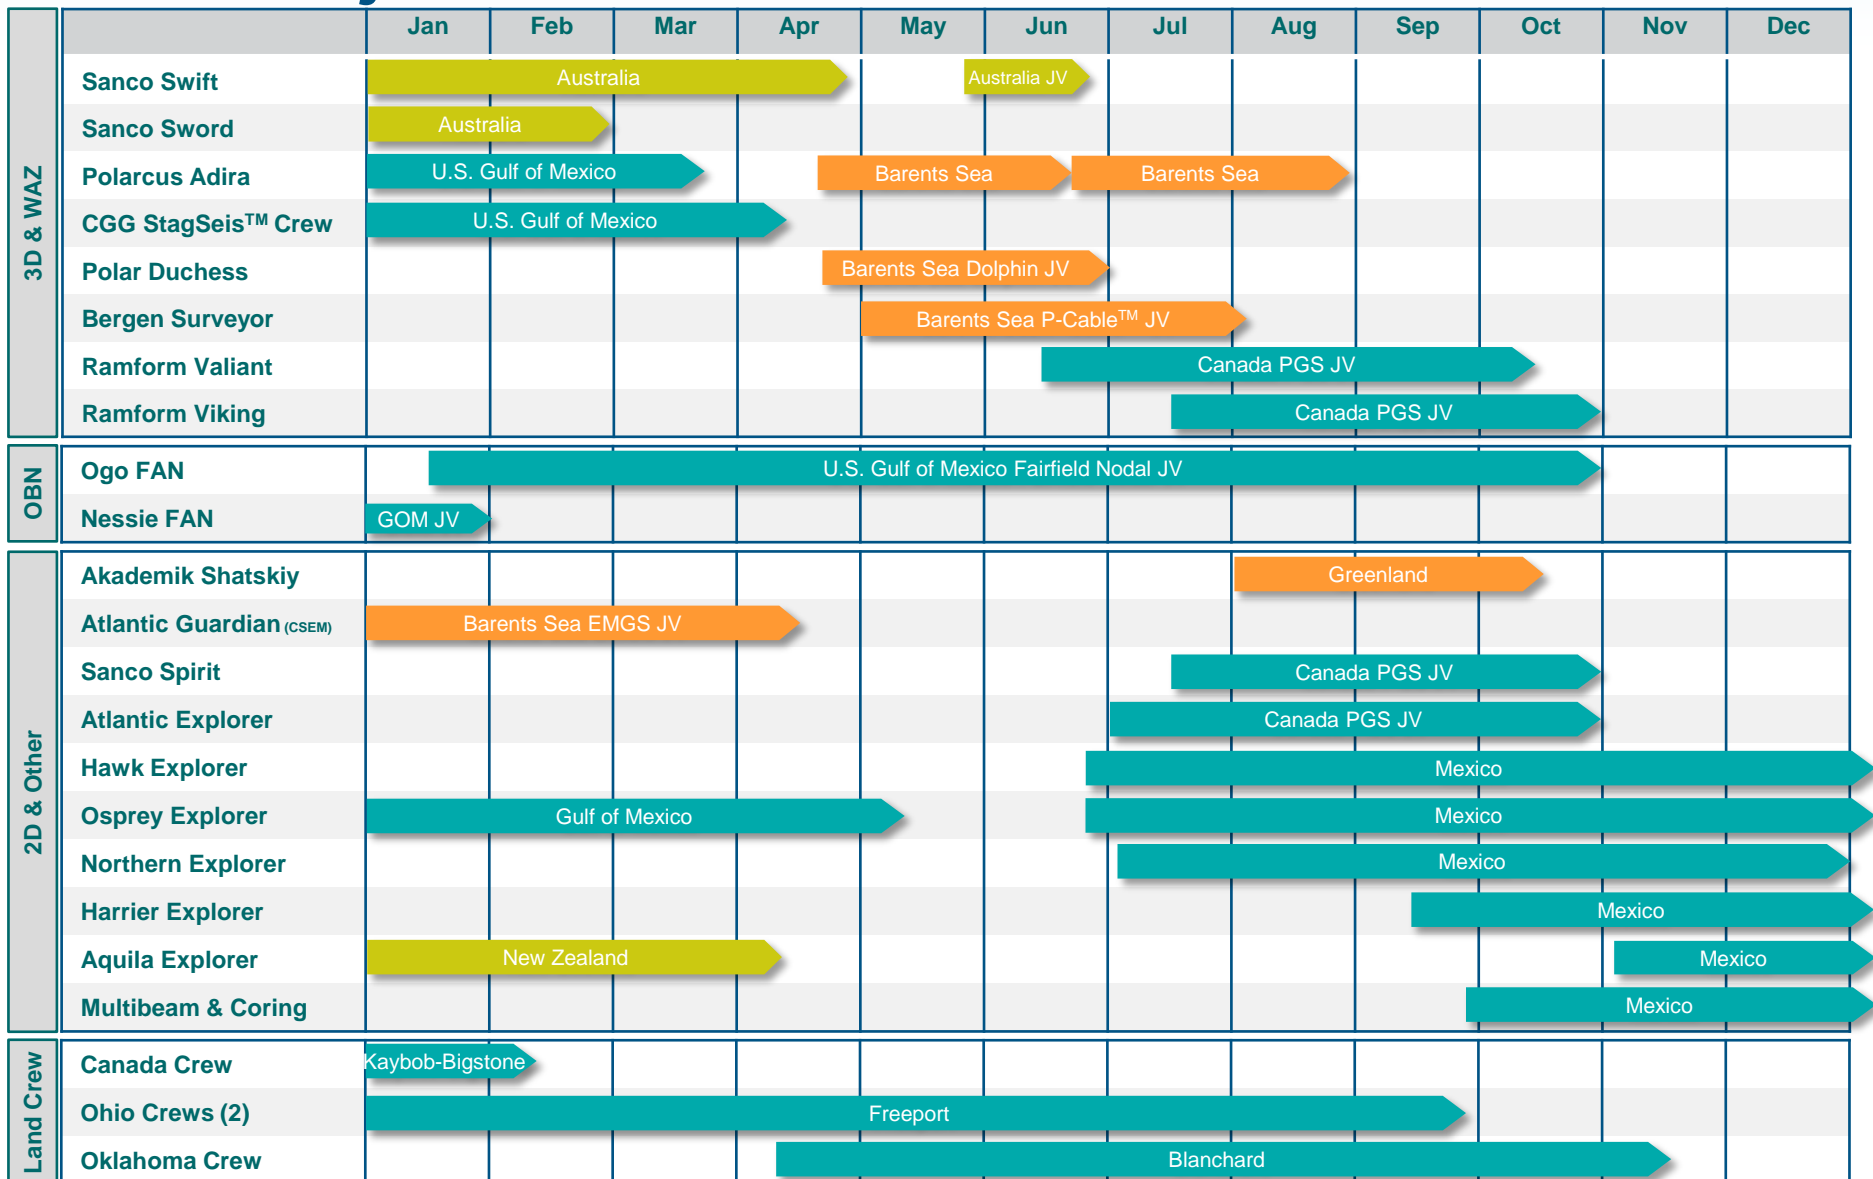 Jan Feb Mar Apr May Jun Jul Aug Sep Oct Nov Dec
3D & WAZ
Sanco Swift Australia Australia JV
Sanco Sword Australia
Polarcus Adira U.S. Gulf of Mexico Barents Sea Barents Sea
CGG StagSeis™ Crew U.S. Gulf of Mexico
Polar Duchess Barents Sea Dolphin JV
Bergen Surveyor Barents Sea P-Cable™ JV
Ramform Valiant Canada PGS JV
Ramform Viking Canada PGS JV
OBN
Ogo FAN U.S. Gulf of Mexico Fairfield Nodal JV
Nessie FAN GOM JV
2D & Other
Akademik Shatskiy Greenland
Atlantic Guardian (CSEM) Barents Sea EMGS JV
Sanco Spirit Canada PGS JV
Atlantic Explorer Canada PGS JV
Hawk Explorer Mexico
Osprey Explorer Gulf of Mexico Mexico
Northern Explorer Mexico
Harrier Explorer Mexico
Aquila Explorer New Zealand Mexico
Multibeam & Coring Mexico
Land Crew
Canada Crew Kaybob-Bigstone
Ohio Crews (2) Freeport
Oklahoma Crew Blanchard